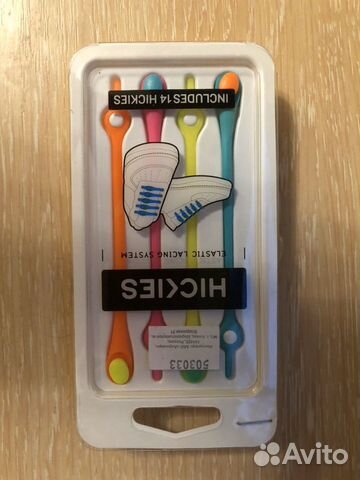 503033
HICKIES
ELASTIC LACING SYSTEM
INCLUDES 14 HICKIES
Avito